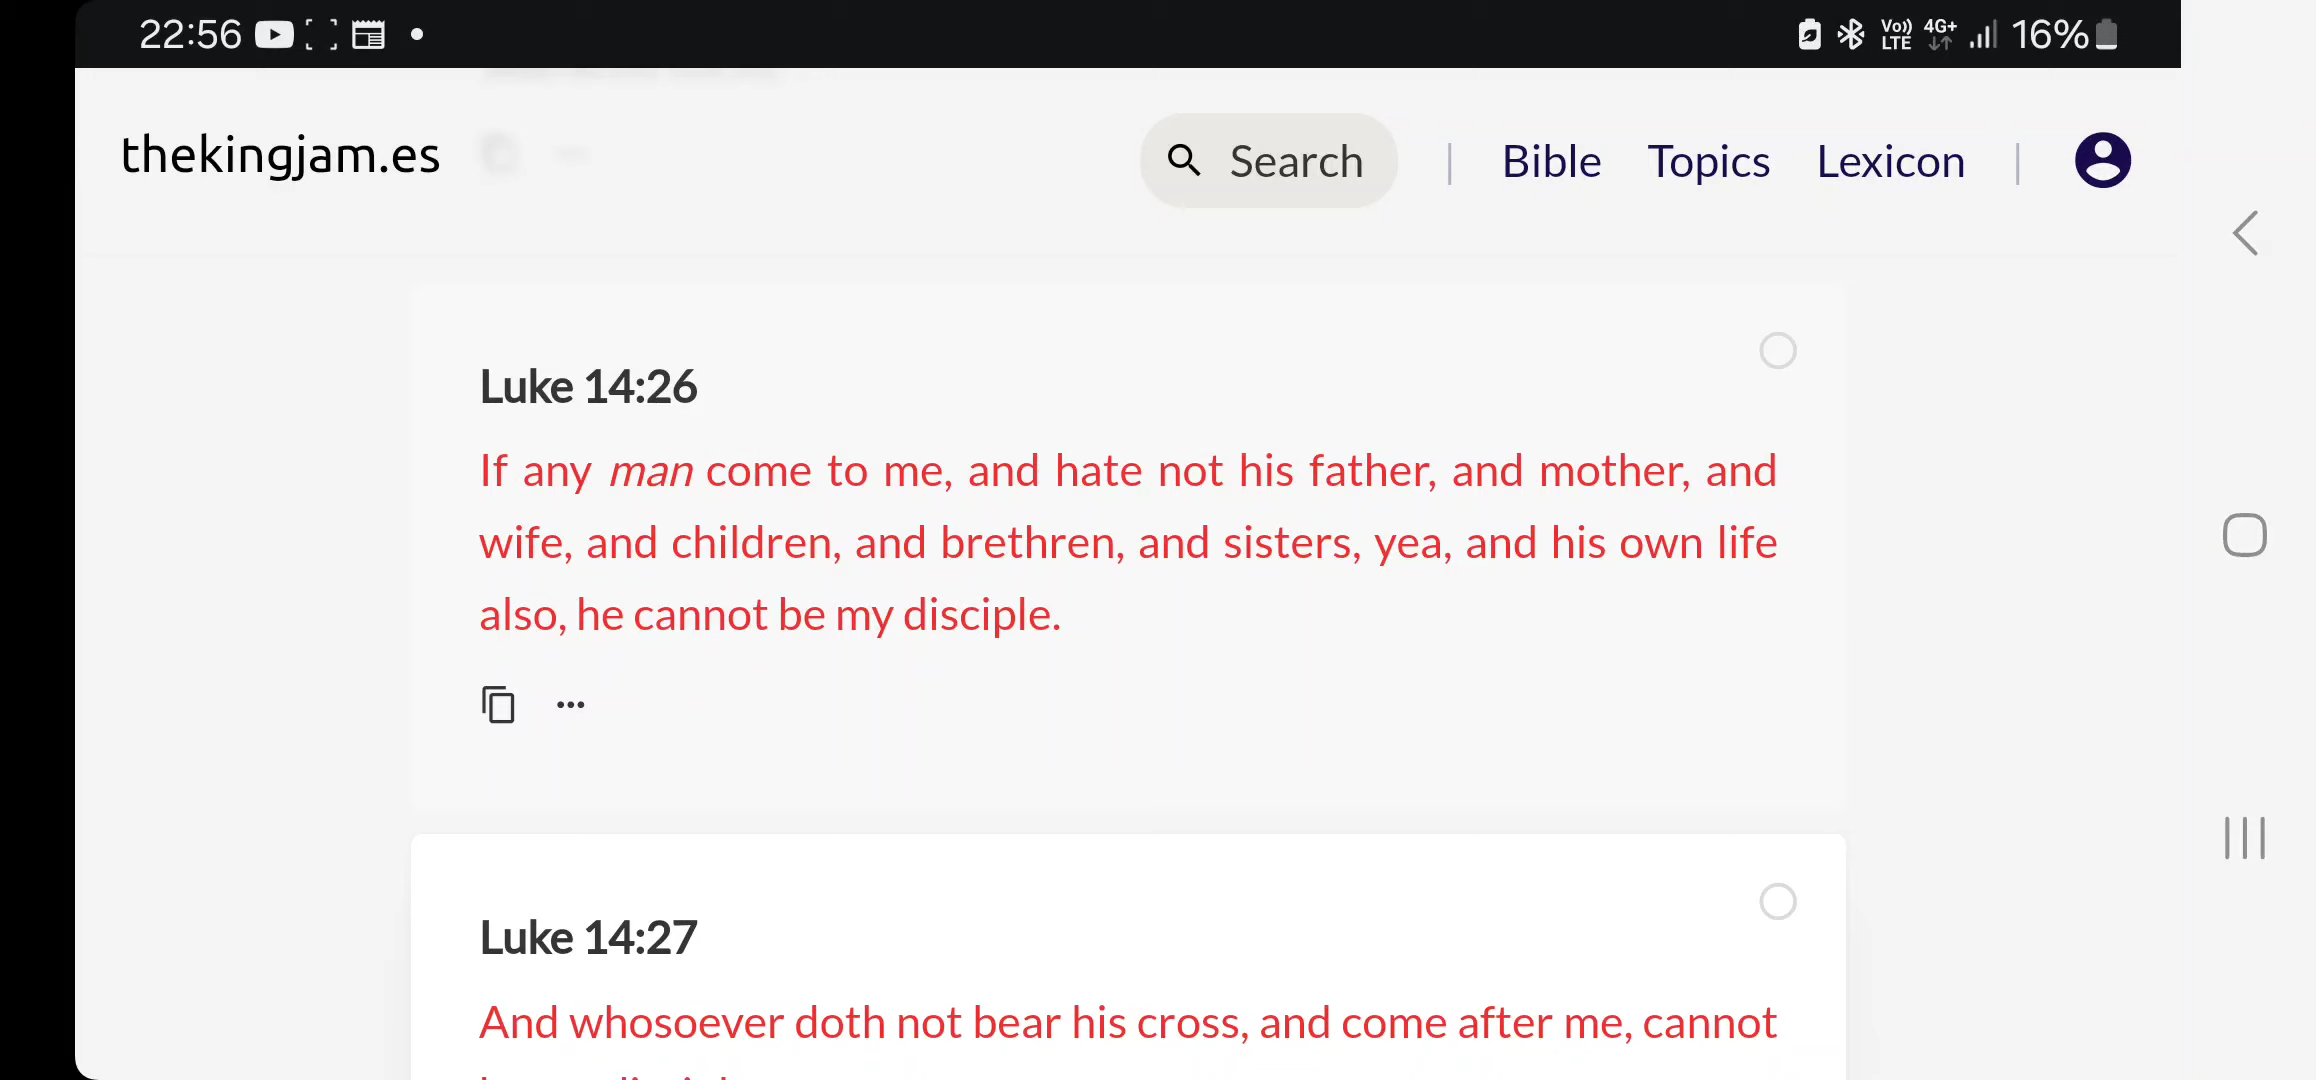 22:56
Vo)) LTE 4G+ 16%
thekingjam.es
Search | Bible Topics Lexicon |
Luke 14:26
If any man come to me, and hate not his father, and mother, and
wife, and children, and brethren, and sisters, yea, and his own life
also, he cannot be my disciple.
Luke 14:27
And whosoever doth not bear his cross, and come after me, cannot